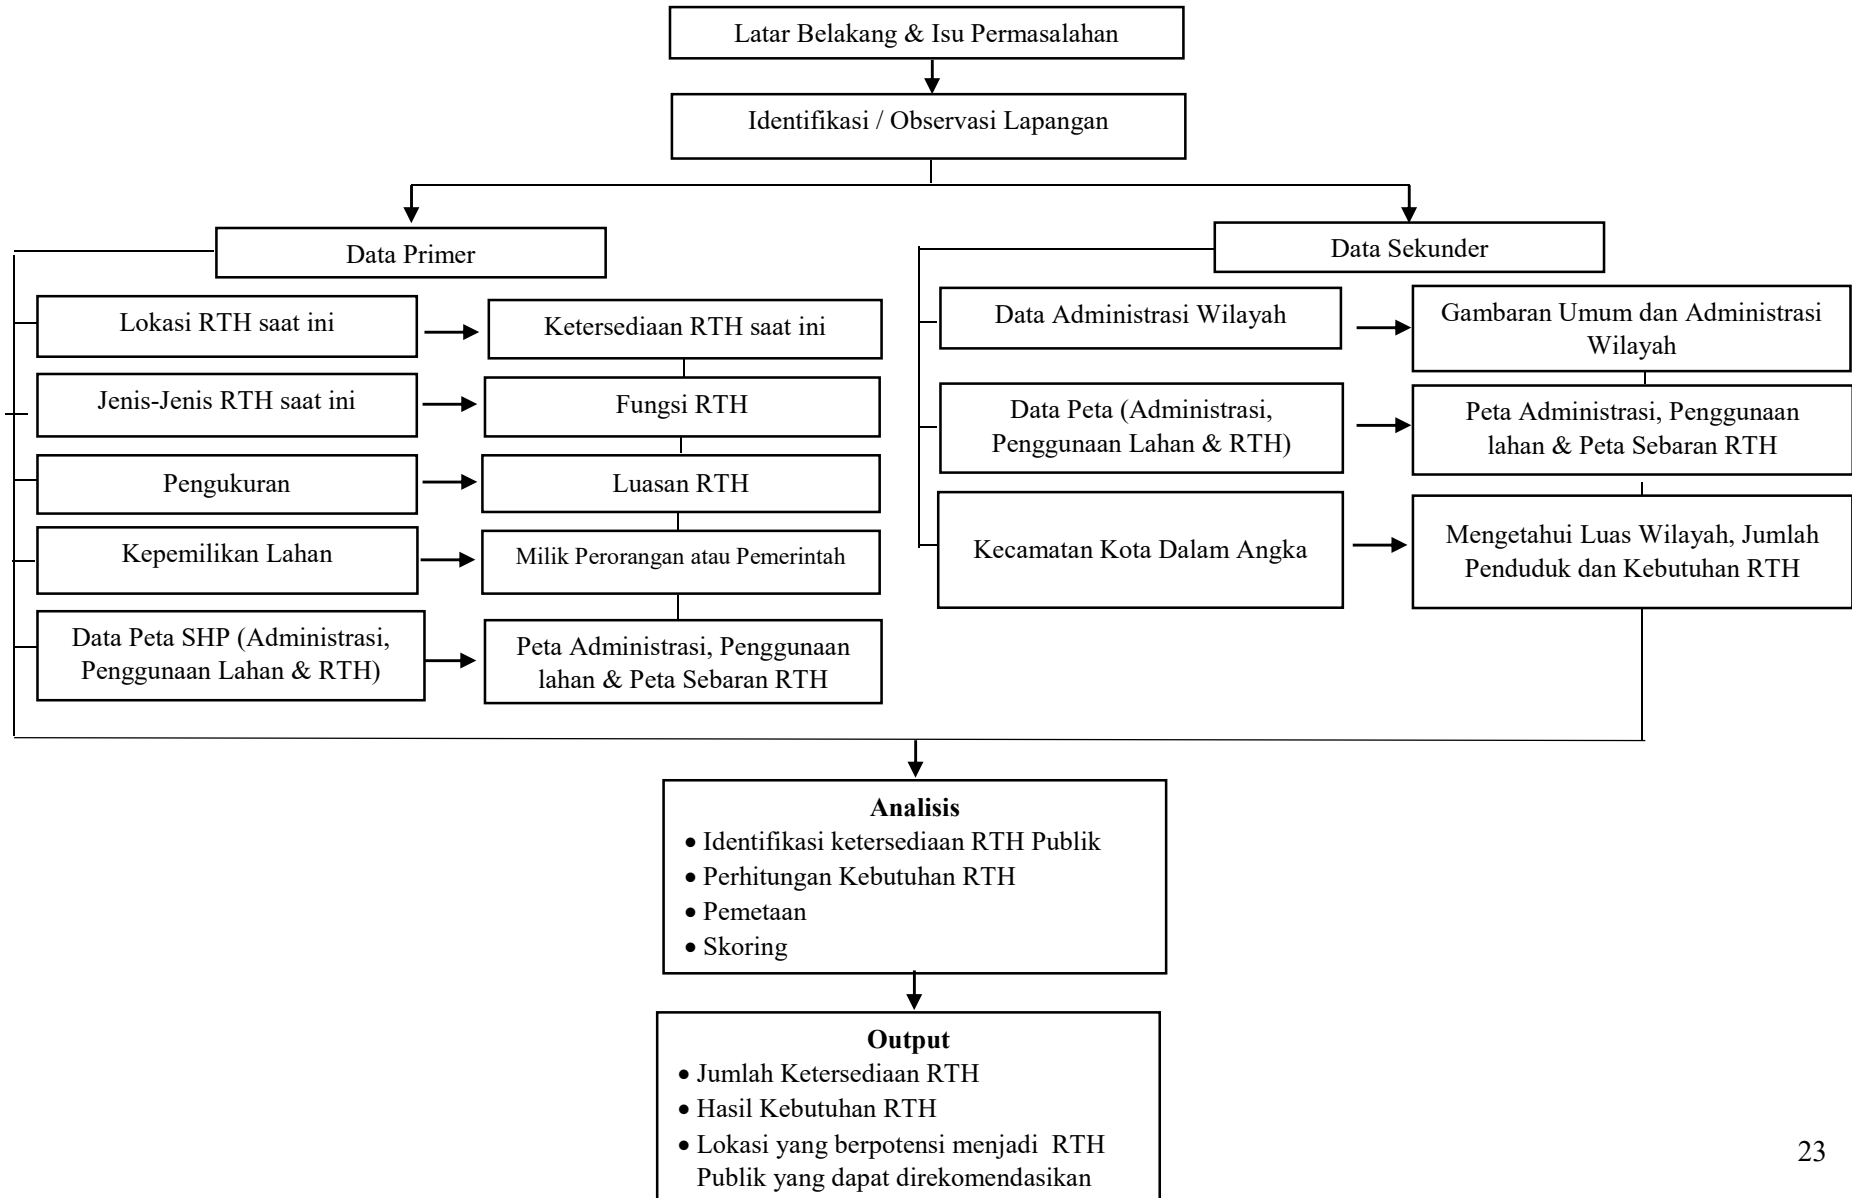 Latar Belakang & Isu Permasalahan
Identifikasi / Observasi Lapangan
Data Primer
Lokasi RTH saat ini
Ketersediaan RTH saat ini
Jenis-Jenis RTH saat ini
Fungsi RTH
Pengukuran
Luasan RTH
Kepemilikan Lahan
Milik Perorangan atau Pemerintah
Data Peta SHP (Administrasi,
Penggunaan Lahan & RTH)
Peta Administrasi, Penggunaan
lahan & Peta Sebaran RTH
Data Sekunder
Data Administrasi Wilayah
Gambaran Umum dan Administrasi
Wilayah
Data Peta (Administrasi,
Penggunaan Lahan & RTH)
Peta Administrasi, Penggunaan
lahan & Peta Sebaran RTH
Kecamatan Kota Dalam Angka
Mengetahui Luas Wilayah, Jumlah
Penduduk dan Kebutuhan RTH
Analisis
• Identifikasi ketersediaan RTH Publik
• Perhitungan Kebutuhan RTH
• Pemetaan
• Skoring
Output
• Jumlah Ketersediaan RTH
• Hasil Kebutuhan RTH
• Lokasi yang berpotensi menjadi RTH
Publik yang dapat direkomendasikan
23